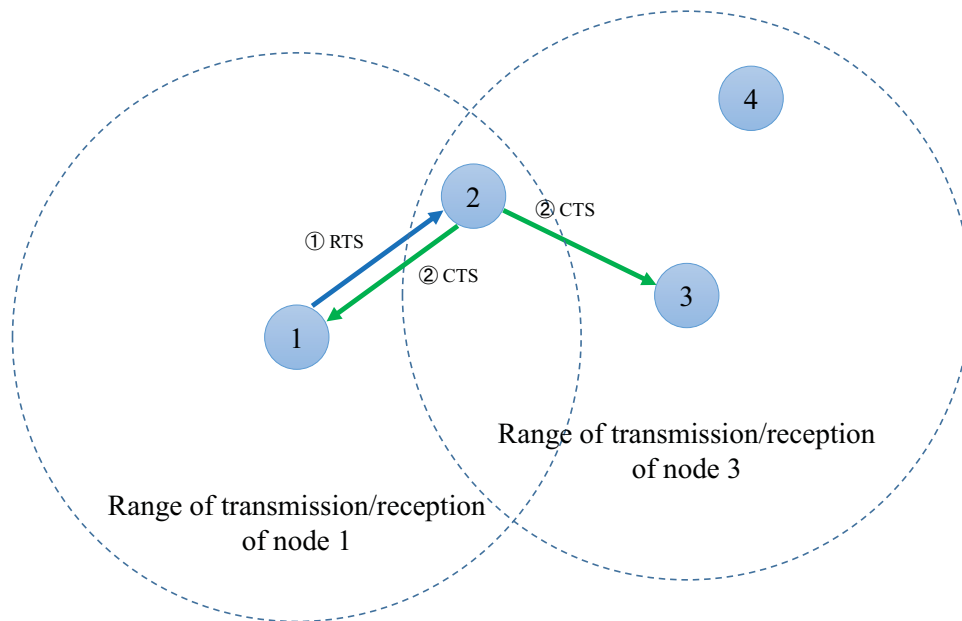 4
2
② CTS
① RTS
② CTS
3
1
Range of transmission/reception
of node 3
Range of transmission/reception
of node 1